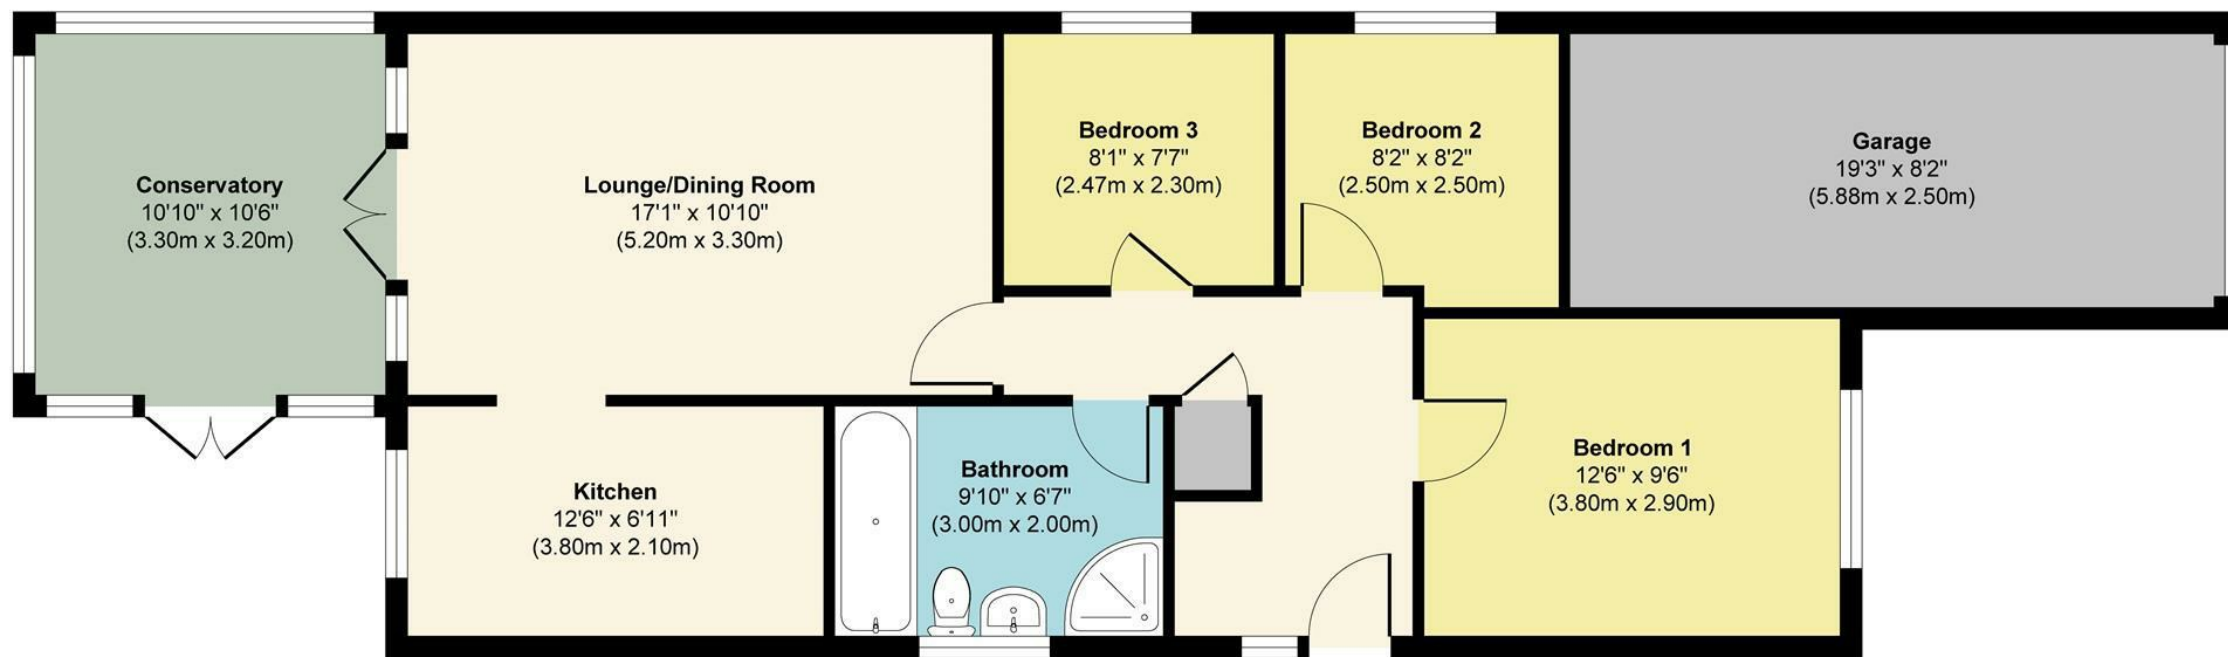 Conservatory
10'10" x 10'6"
(3.30m x 3.20m)
Lounge/Dining Room
17'1" x 10'10"
(5.20m x 3.30m)
Bedroom 3
8'1" x 7'7"
(2.47m x 2.30m)
Bedroom 2
8'2" x 8'2"
(2.50m x 2.50m)
Garage
19'3" x 8'2"
(5.88m x 2.50m)
Kitchen
12'6" x 6'11"
(3.80m x 2.10m)
Bathroom
9'10" x 6'7"
(3.00m x 2.00m)
Bedroom 1
12'6" x 9'6"
(3.80m x 2.90m)